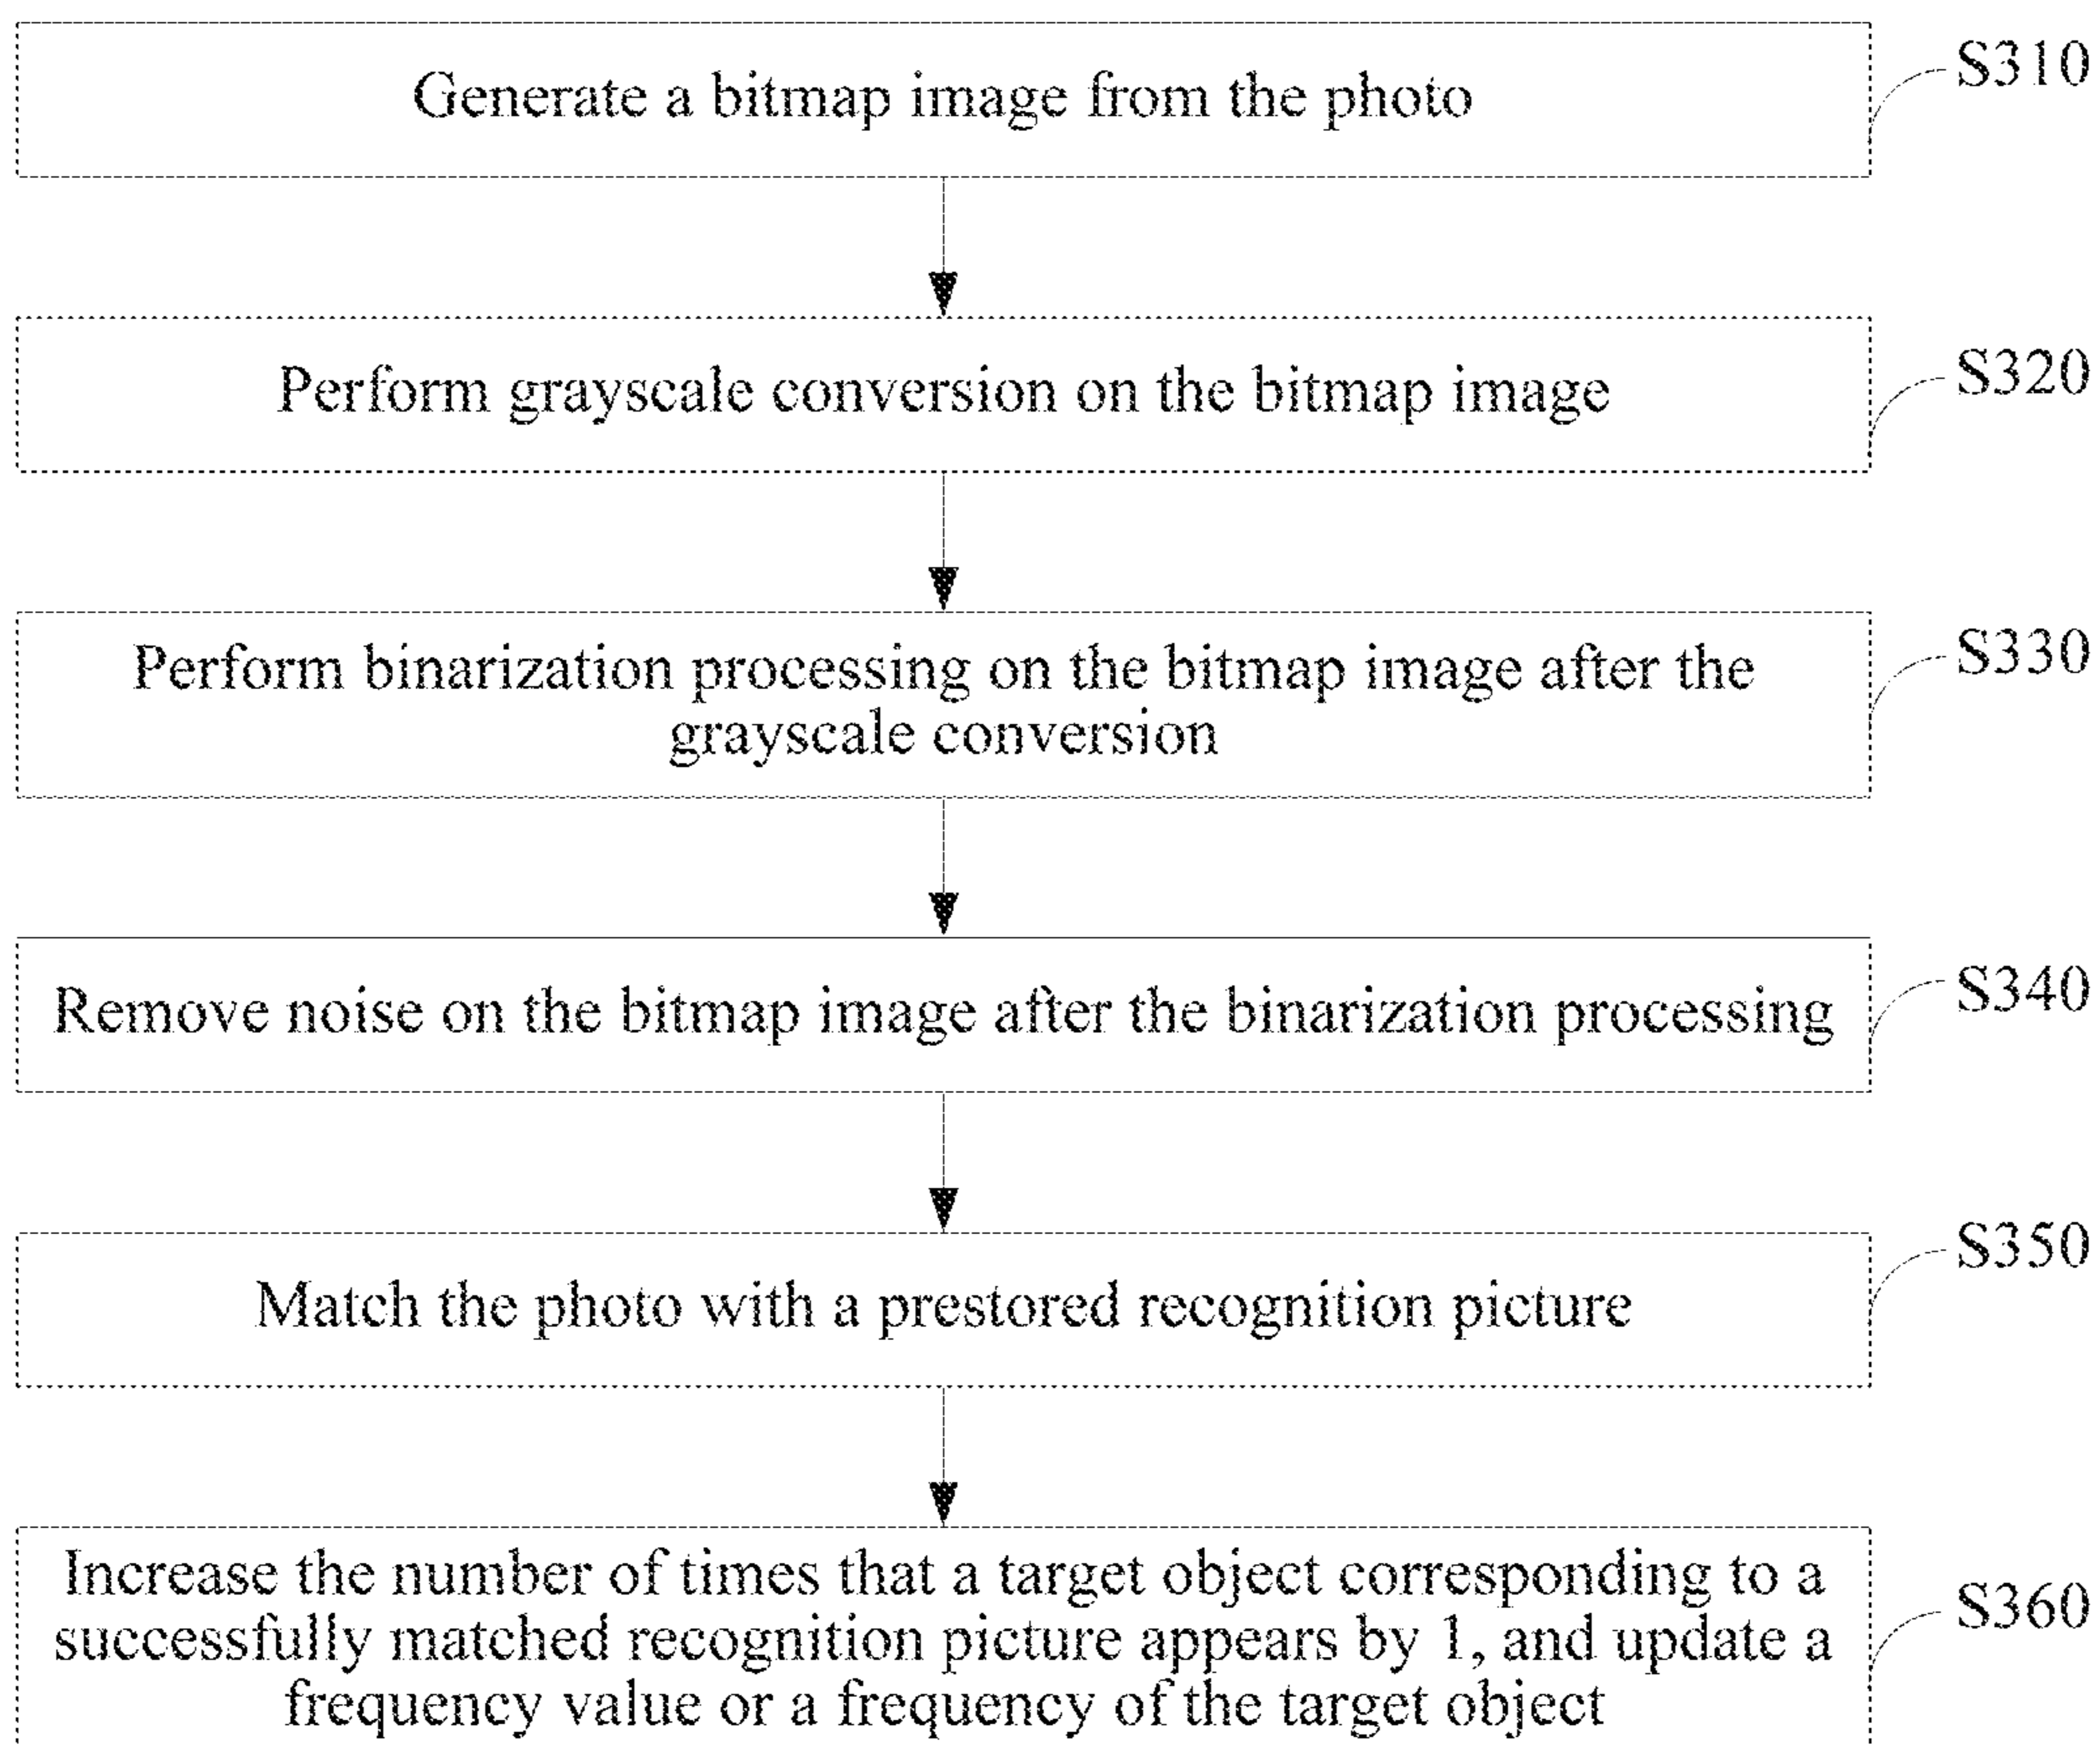 Generate a bitmap image from the photo
S310
Perform grayscale conversion on the bitmap image
S320
Perform binarization processing on the bitmap image after the
grayscale conversion
S330
Remove noise on the bitmap image after the binarization processing
S340
Match the photo with a prestored recognition picture
S350
Increase the number of times that a target object corresponding to a
successfully matched recognition picture appears by 1, and update a
frequency value or a frequency of the target object
S360